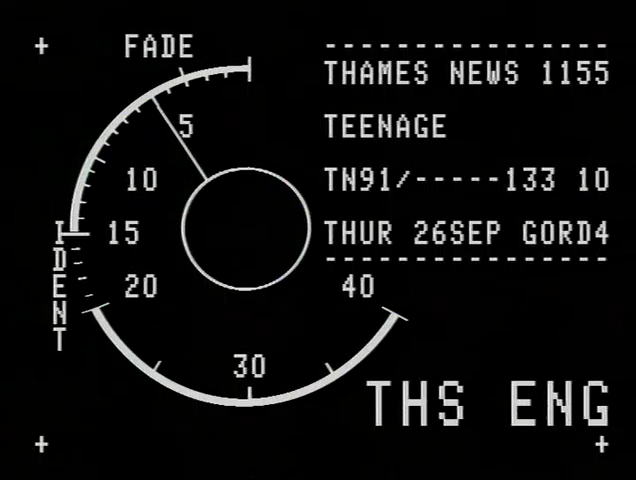 FADE
----------------
THAMES NEWS 1155
5
TEENAGE
10
TN91/-----133 10
15
THUR 26SEP GORD4
----------------
IDENT
20
40
30
THS ENG